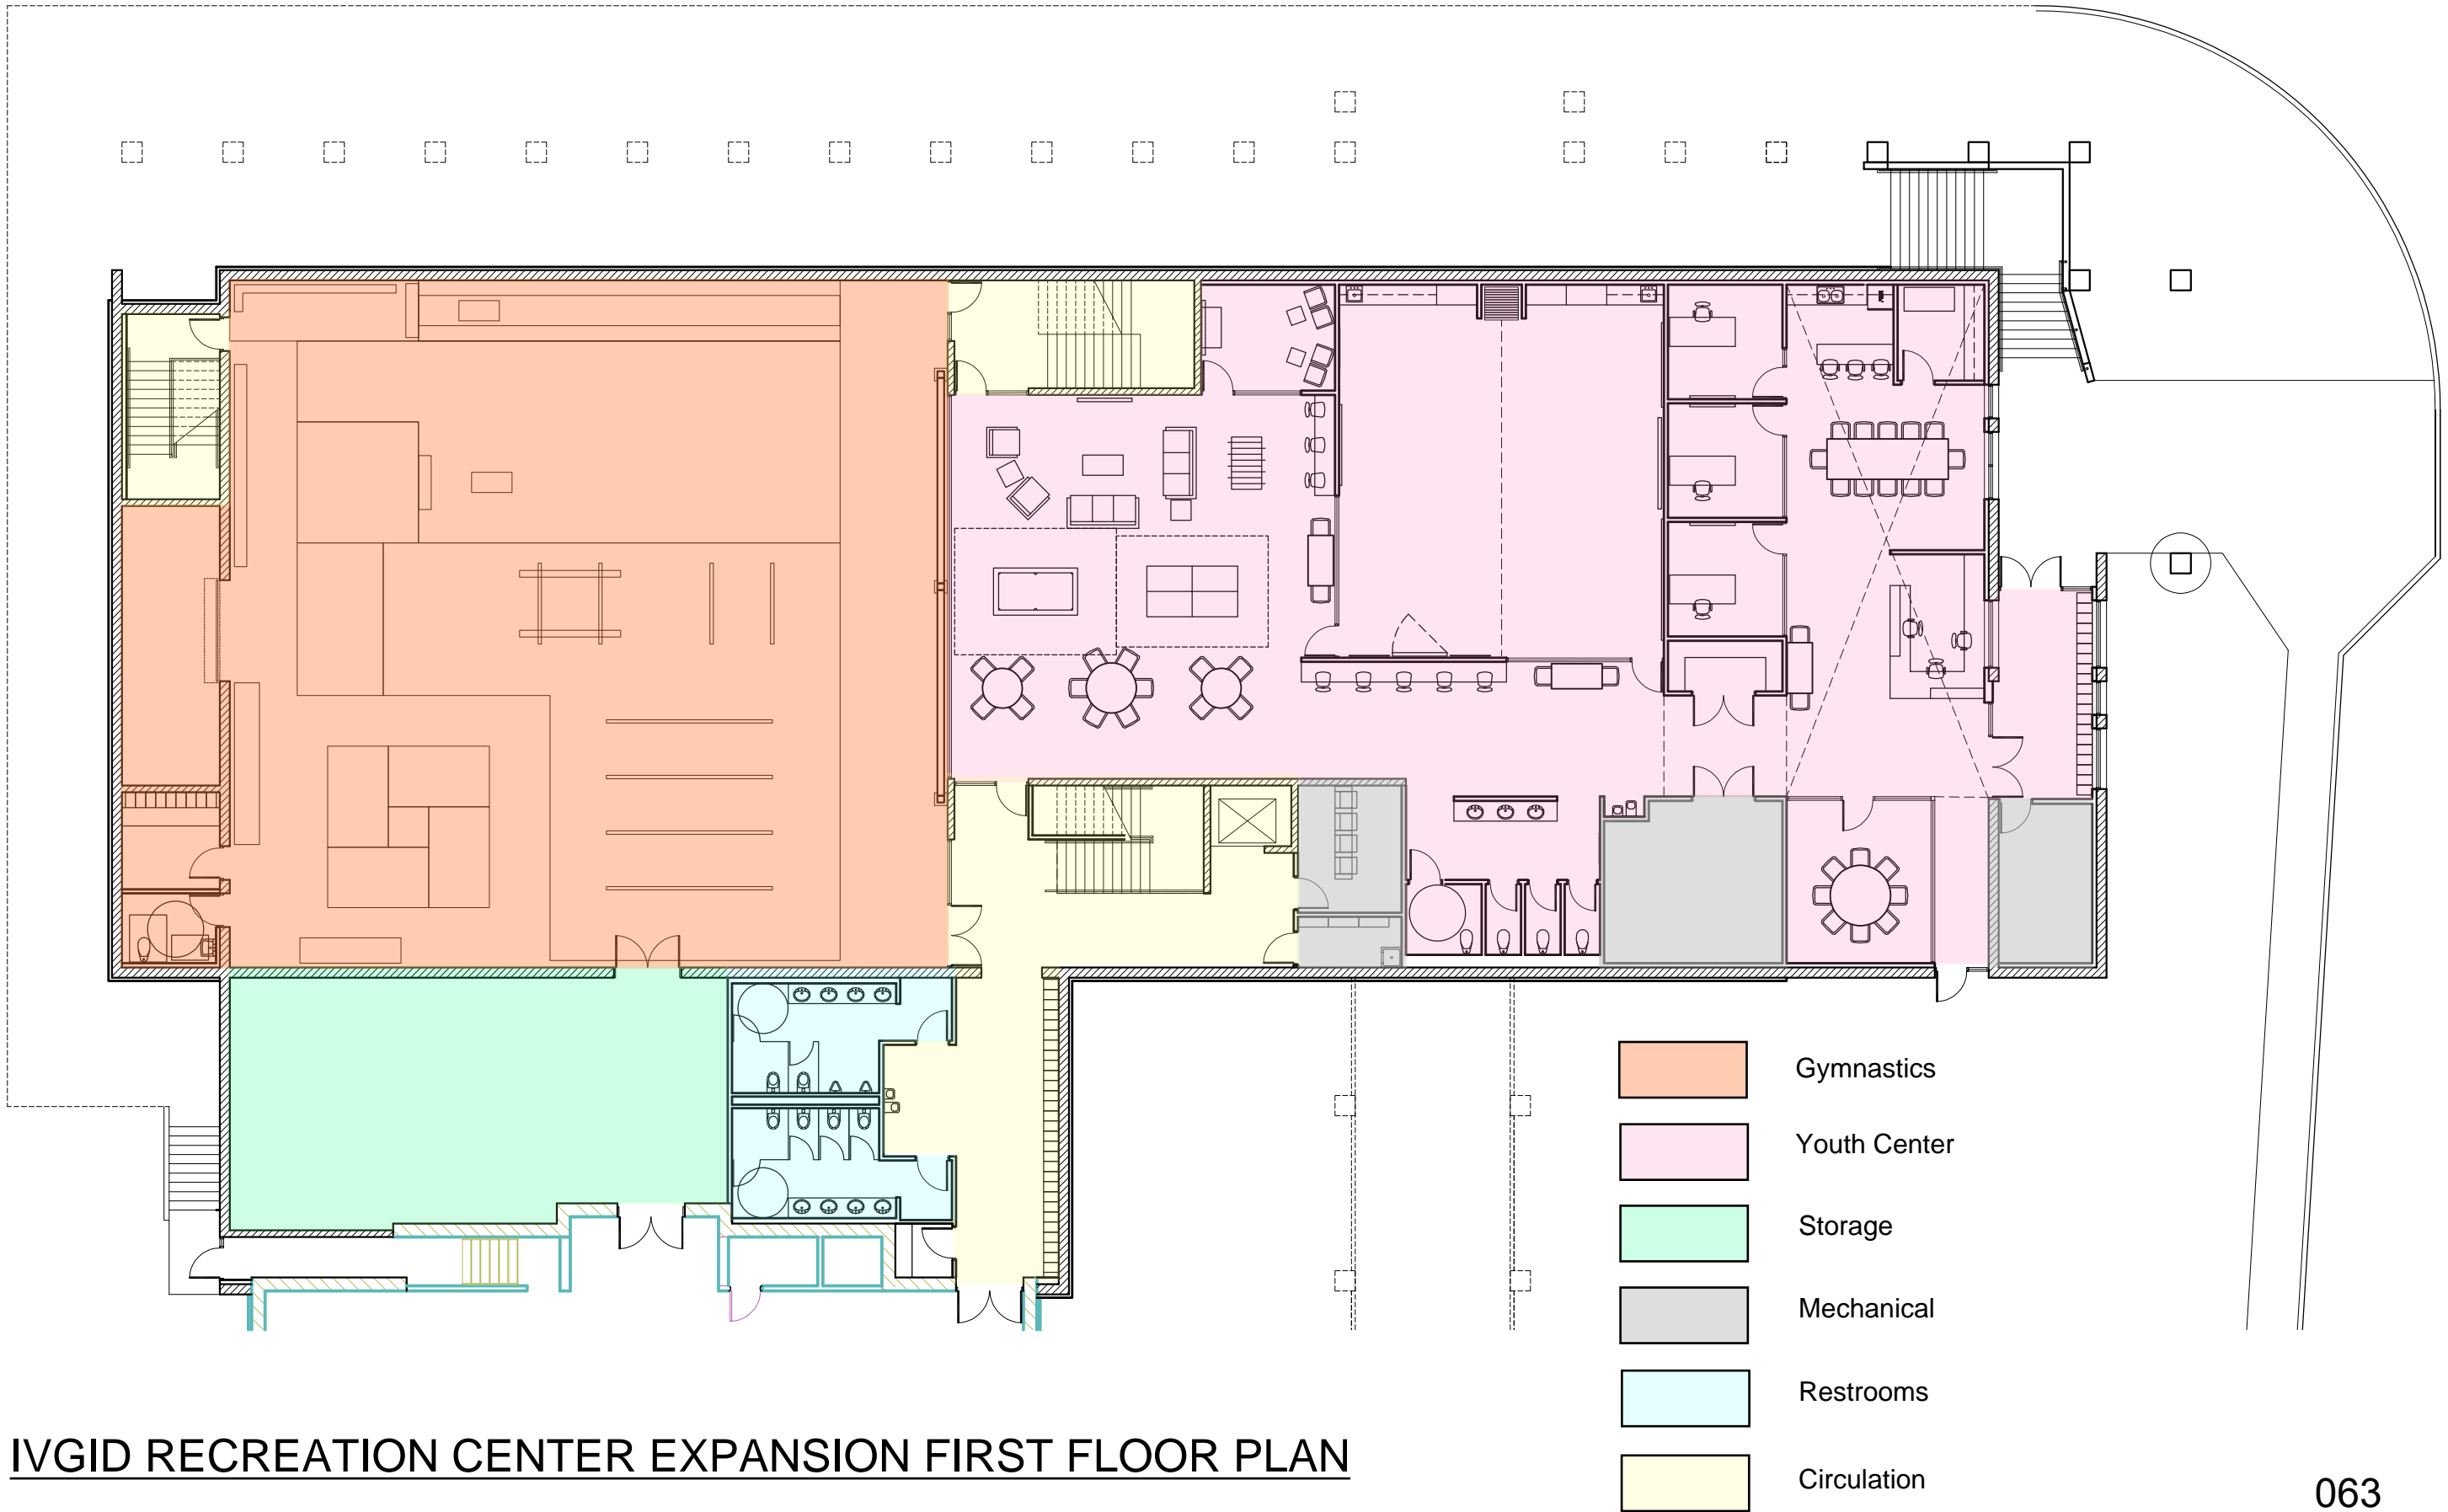 Gymnastics
Youth Center
Storage
Mechanical
Restrooms
Circulation
IVGID RECREATION CENTER EXPANSION FIRST FLOOR PLAN
063